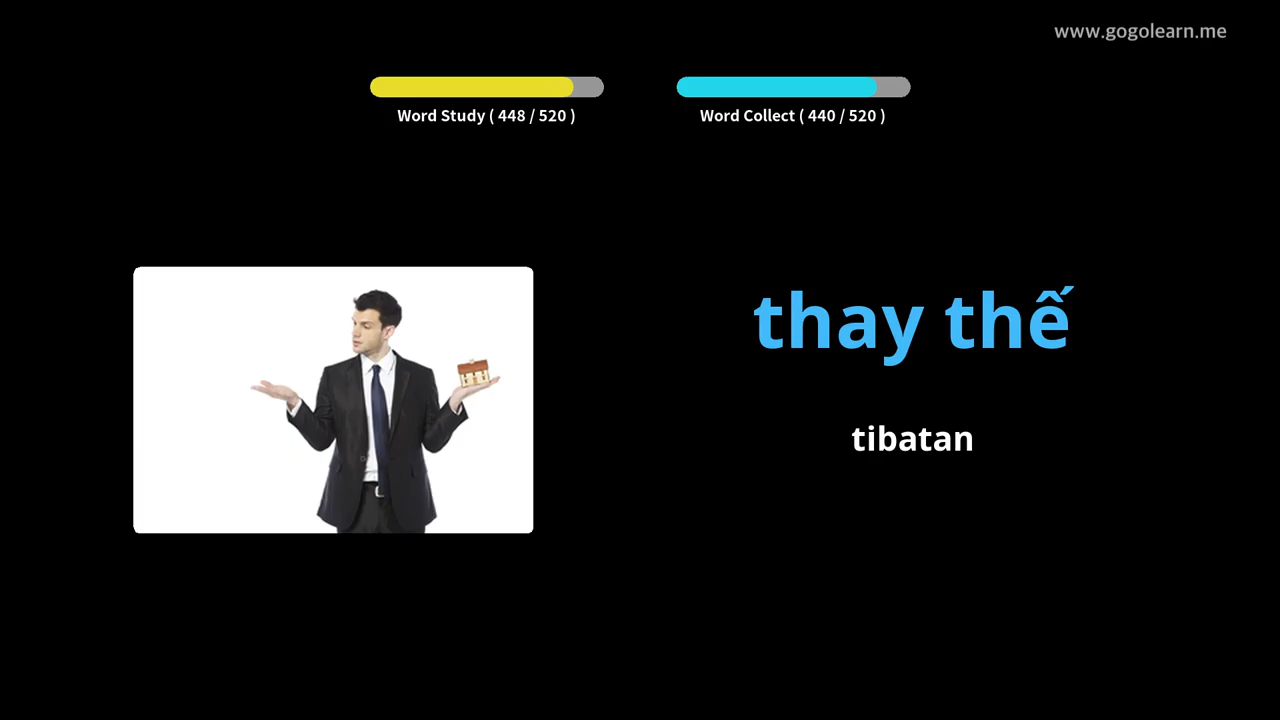 www.gogolearn.me
Word Study ( 448 / 520 )
Word Collect ( 440 / 520 )
thay thế
tibatan